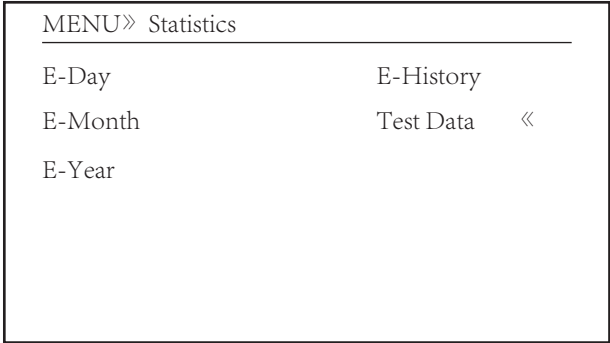 MENU》 Statistics
E-Day E-History
E-Month Test Data 《
E-Year